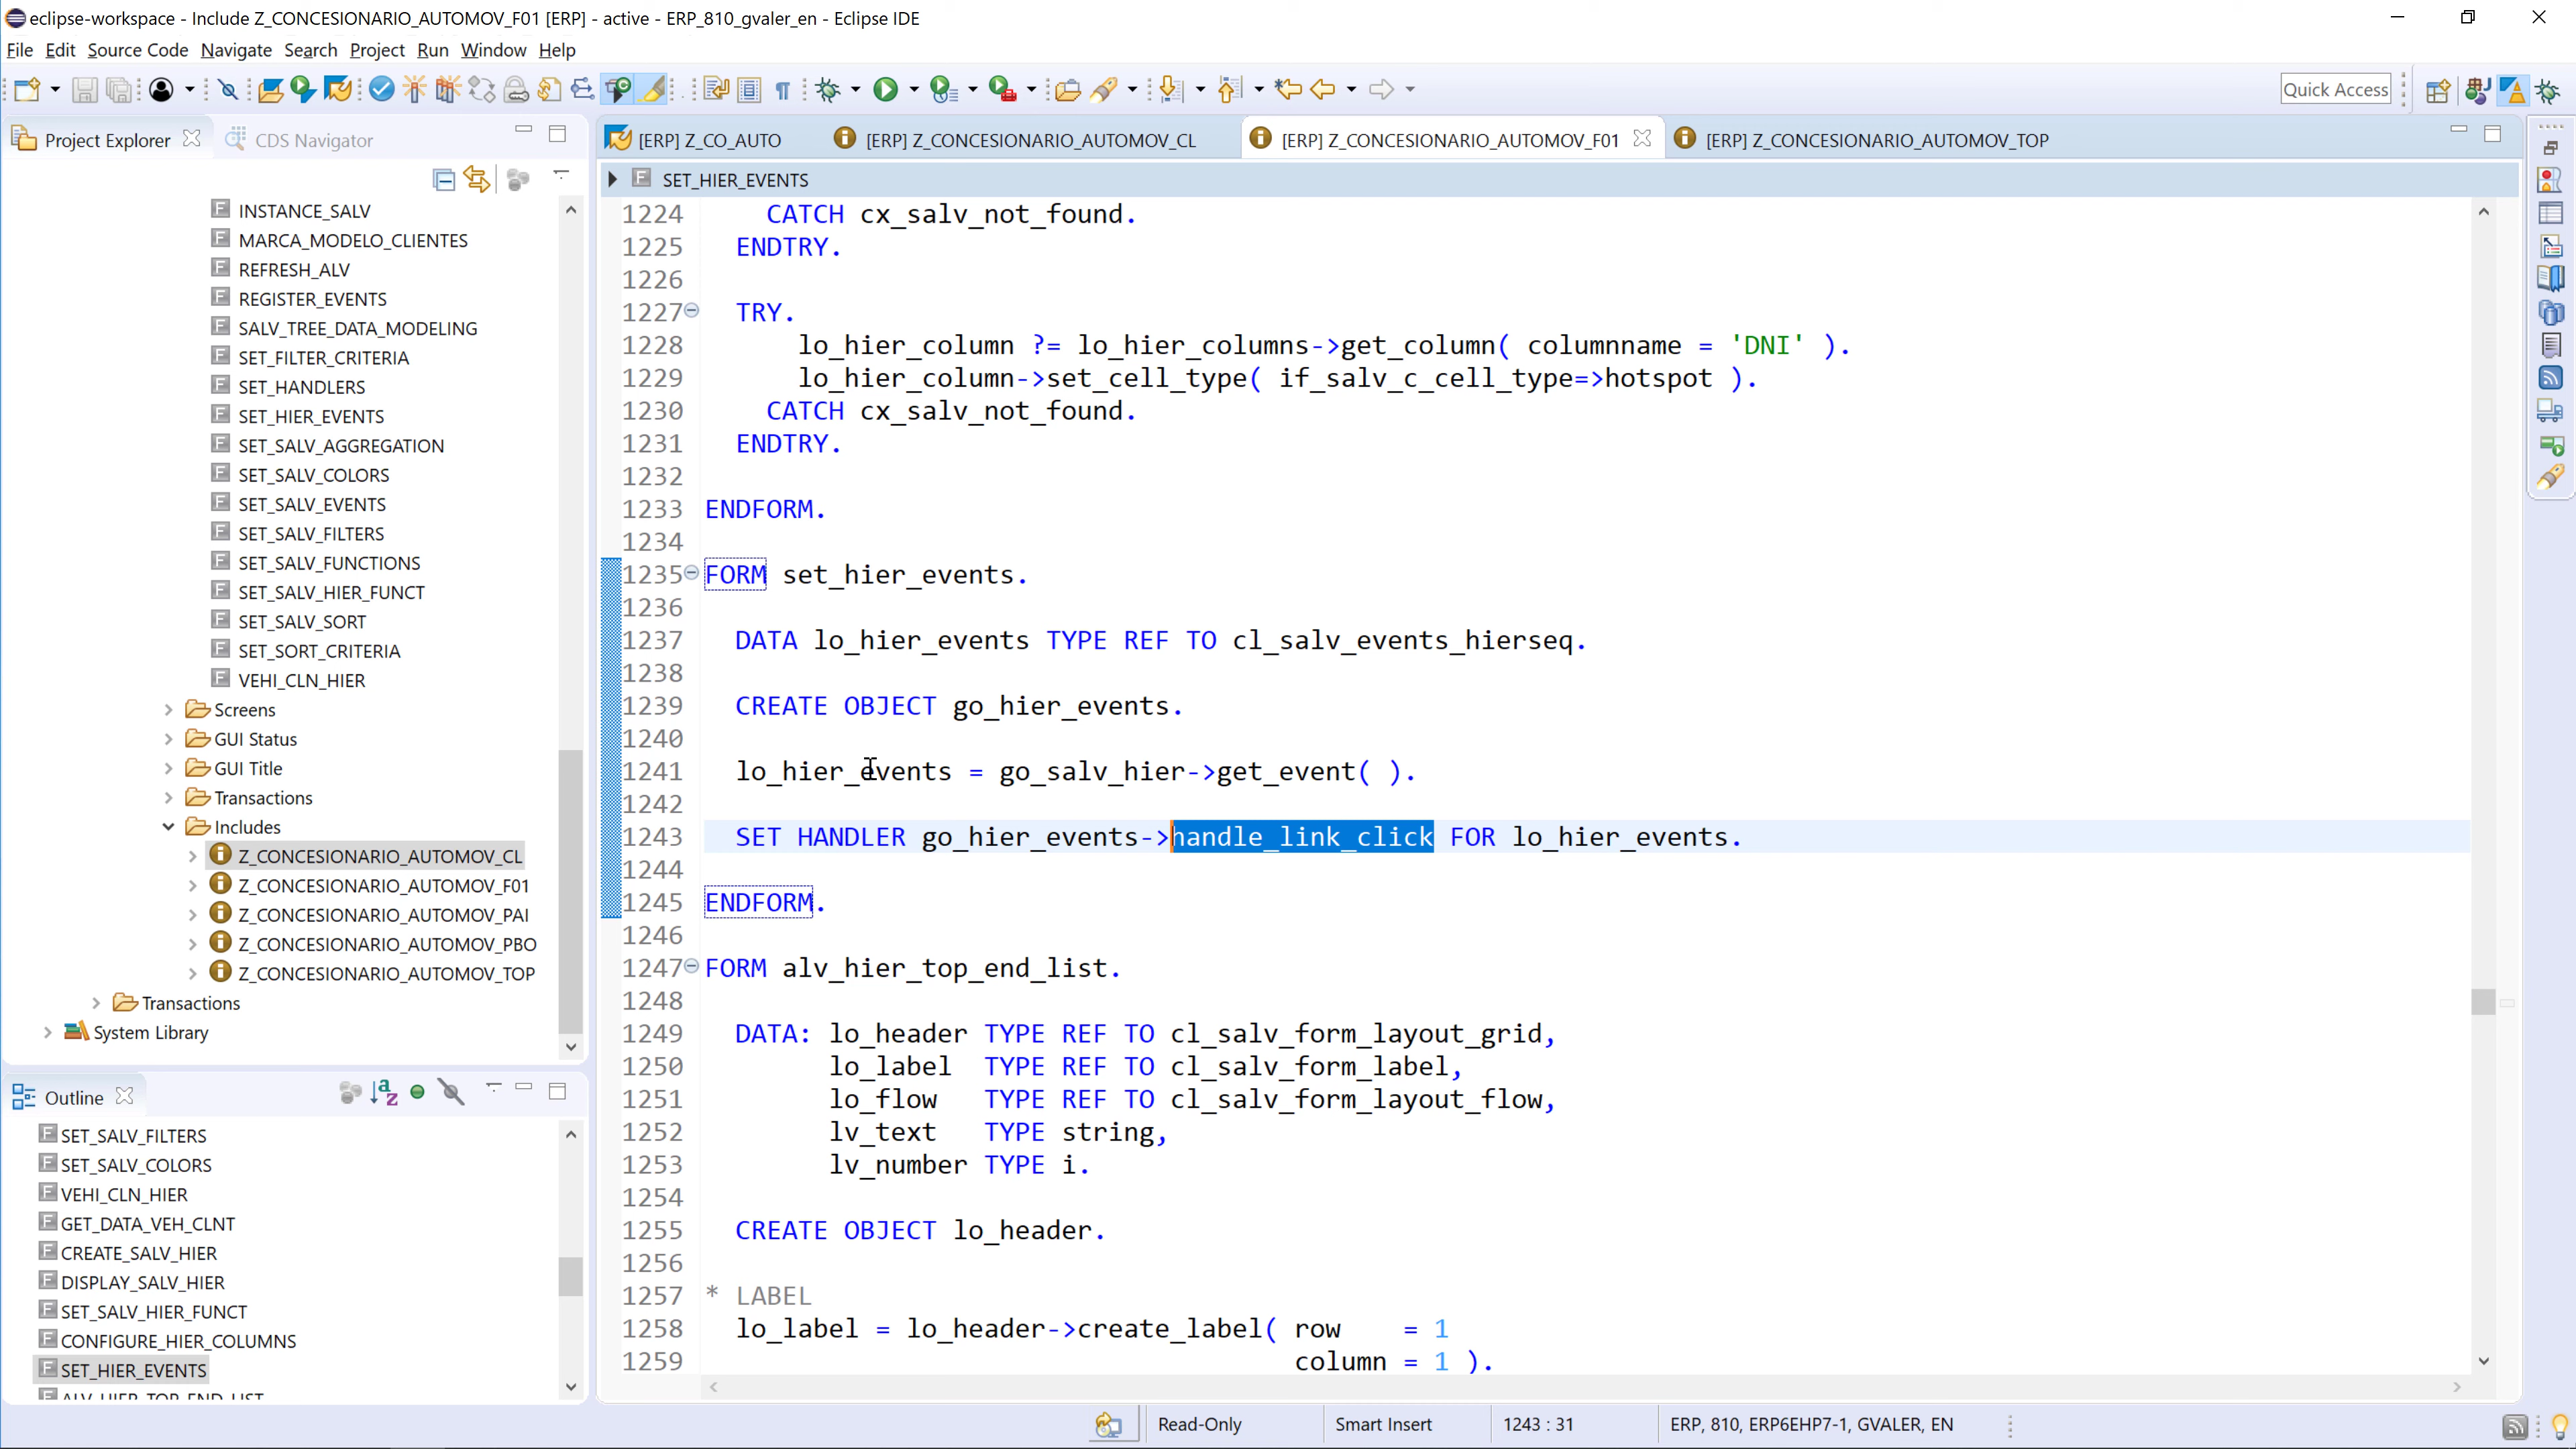 eclipse-workspace - Include Z_CONCESIONARIO_AUTOMOV_F01 [ERP] - active - ERP_810_gvaler_en - Eclipse IDE
File Edit Source Code Navigate Search Project Run Window Help
Quick Access
Project Explorer
CDS Navigator
[ERP] Z_CO_AUTO
[ERP] Z_CONCESIONARIO_AUTOMOV_CL
[ERP] Z_CONCESIONARIO_AUTOMOV_F01
[ERP] Z_CONCESIONARIO_AUTOMOV_TOP
INSTANCE_SALV
MARCA_MODELO_CLIENTES
REFRESH_ALV
REGISTER_EVENTS
SALV_TREE_DATA_MODELING
SET_FILTER_CRITERIA
SET_HANDLERS
SET_HIER_EVENTS
SET_SALV_AGGREGATION
SET_SALV_COLORS
SET_SALV_EVENTS
SET_SALV_FILTERS
SET_SALV_FUNCTIONS
SET_SALV_HIER_FUNCT
SET_SALV_SORT
SET_SORT_CRITERIA
VEHI_CLN_HIER
Screens
GUI Status
GUI Title
Transactions
Includes
Z_CONCESIONARIO_AUTOMOV_CL
Z_CONCESIONARIO_AUTOMOV_F01
Z_CONCESIONARIO_AUTOMOV_PAI
Z_CONCESIONARIO_AUTOMOV_PBO
Z_CONCESIONARIO_AUTOMOV_TOP
Transactions
System Library
Outline
SET_SALV_FILTERS
SET_SALV_COLORS
VEHI_CLN_HIER
GET_DATA_VEH_CLNT
CREATE_SALV_HIER
DISPLAY_SALV_HIER
SET_SALV_HIER_FUNCT
CONFIGURE_HIER_COLUMNS
SET_HIER_EVENTS
ALV_HIER_TOP_END_LIST
SET_HIER_EVENTS
1224 CATCH cx_salv_not_found.
1225 ENDTRY.
1226
1227 TRY.
1228 lo_hier_column ?= lo_hier_columns->get_column( columnname = 'DNI' ).
1229 lo_hier_column->set_cell_type( if_salv_c_cell_type=>hotspot ).
1230 CATCH cx_salv_not_found.
1231 ENDTRY.
1232
1233 ENDFORM.
1234
1235 FORM set_hier_events.
1236
1237 DATA lo_hier_events TYPE REF TO cl_salv_events_hierseq.
1238
1239 CREATE OBJECT go_hier_events.
1240
1241 lo_hier_events = go_salv_hier->get_event( ).
1242
1243 SET HANDLER go_hier_events->handle_link_click FOR lo_hier_events.
1244
1245 ENDFORM.
1246
1247 FORM alv_hier_top_end_list.
1248
1249 DATA: lo_header TYPE REF TO cl_salv_form_layout_grid,
1250 lo_label TYPE REF TO cl_salv_form_label,
1251 lo_flow TYPE REF TO cl_salv_form_layout_flow,
1252 lv_text TYPE string,
1253 lv_number TYPE i.
1254
1255 CREATE OBJECT lo_header.
1256
1257 * LABEL
1258 lo_label = lo_header->create_label( row = 1
1259 column = 1 ).
Read-Only
Smart Insert
1243 : 31
ERP, 810, ERP6EHP7-1, GVALER, EN